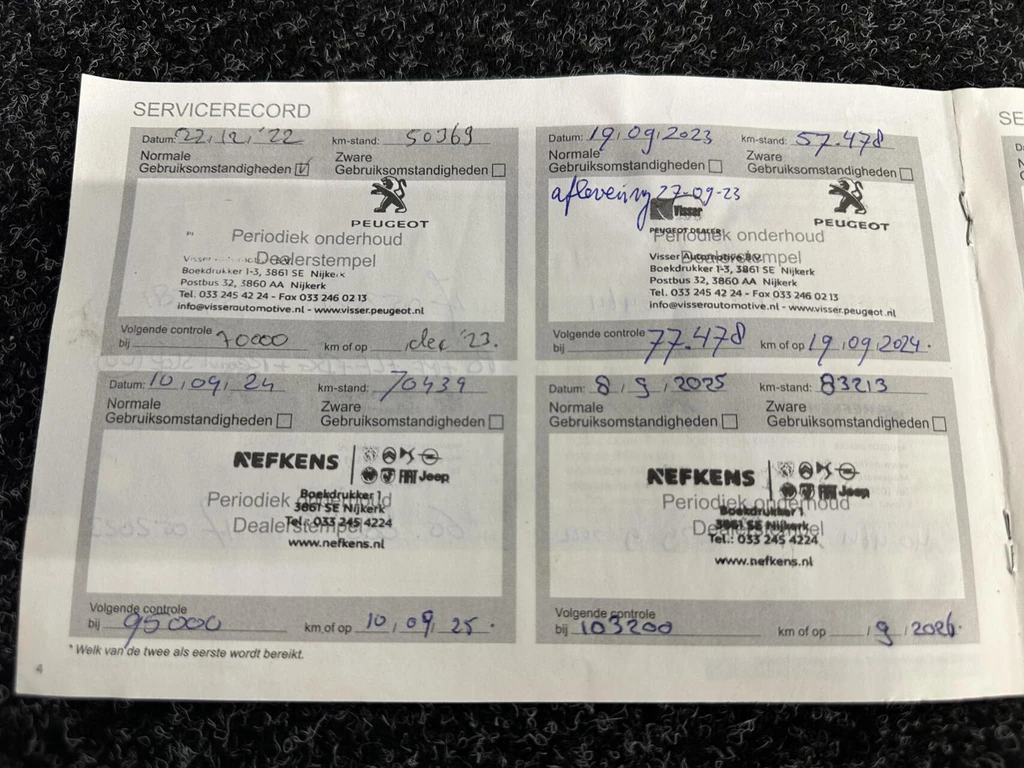 SERVICERECORD
Datum: 22, 12, '22 km-stand: 50369
Normale Zware
Gebruiksomstandigheden Gebruiksomstandigheden
PEUGEOT
Periodiek onderhoud
Dealerstempel
Boekdrukker 1-3, 3861 SE Nijkerk
Postbus 32, 3860 AA Nijkerk
Tel. 033 245 42 24 - Fax 033 246 02 13
info@visserautomotive.nl - www.visser.peugeot.nl
Volgende controle
bij 70000 km of op dec '23.
Datum: 19, 09, 2023 km-stand: 57.478
Normale Zware
Gebruiksomstandigheden Gebruiksomstandigheden
aflevering 27-09-23
Visser
PEUGEOT
PEUGEOT DEALER
Periodiek onderhoud
Visser Automotive B.V.
Dealerstempel
Boekdrukker 1-3, 3861 SE Nijkerk
Postbus 32, 3860 AA Nijkerk
Tel. 033 245 42 24 - Fax 033 246 02 13
info@visserautomotive.nl - www.visser.peugeot.nl
Volgende controle
bij 77.478 km of op 19, 09, 2024.
Datum: 10, 09, 24 km-stand: 70439
Normale Zware
Gebruiksomstandigheden Gebruiksomstandigheden
NEFKENS
FIAT Jeep
Periodiek onderhoud
Boekdrukker 1
3861 SE Nijkerk
Dealerstempel
Tel.: 033 245 4224
www.nefkens.nl
Volgende controle
bij 95000 km of op 10, 09, 25.
Datum: 8, 9, 2025 km-stand: 83213
Normale Zware
Gebruiksomstandigheden Gebruiksomstandigheden
NEFKENS
FIAT Jeep
Periodiek onderhoud
Boekdrukker 1
3861 SE Nijkerk
Dealerstempel
Tel.: 033 245 4224
www.nefkens.nl
Volgende controle
bij 103200 km of op , 9, 2026.
* Welk van de twee als eerste wordt bereikt.
4
SE